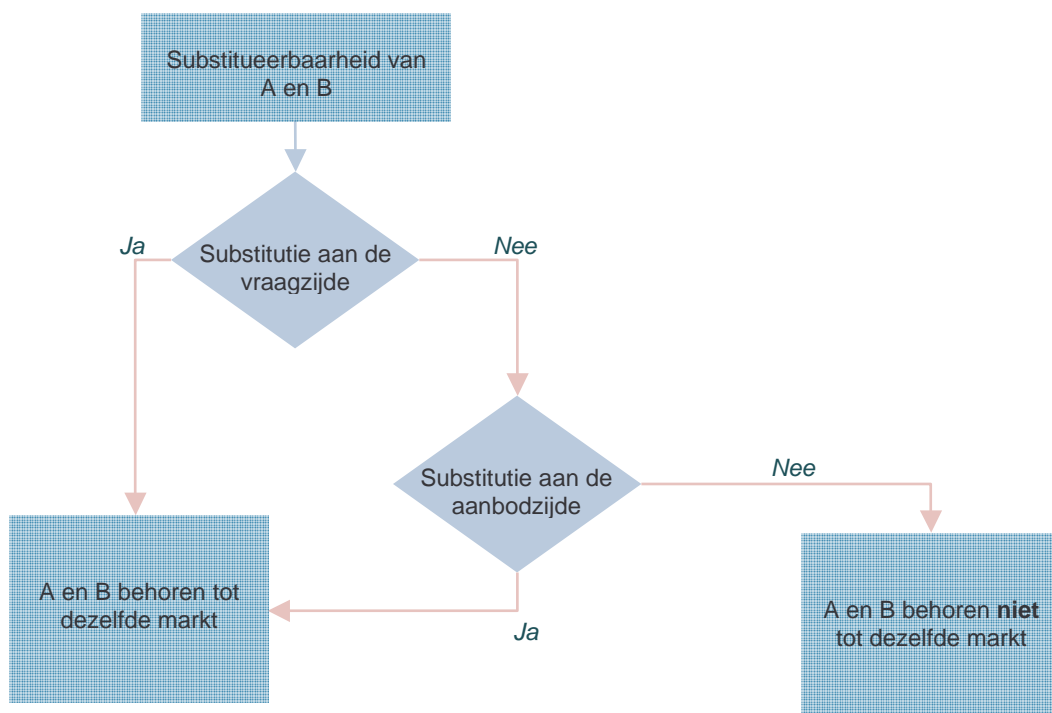 Substitueerbaarheid van
A en B
Ja
Substitutie aan de
vraagzijde
Nee
Substitutie aan de
aanbodzijde
Nee
A en B behoren tot
dezelfde markt
Ja
A en B behoren niet
tot dezelfde markt